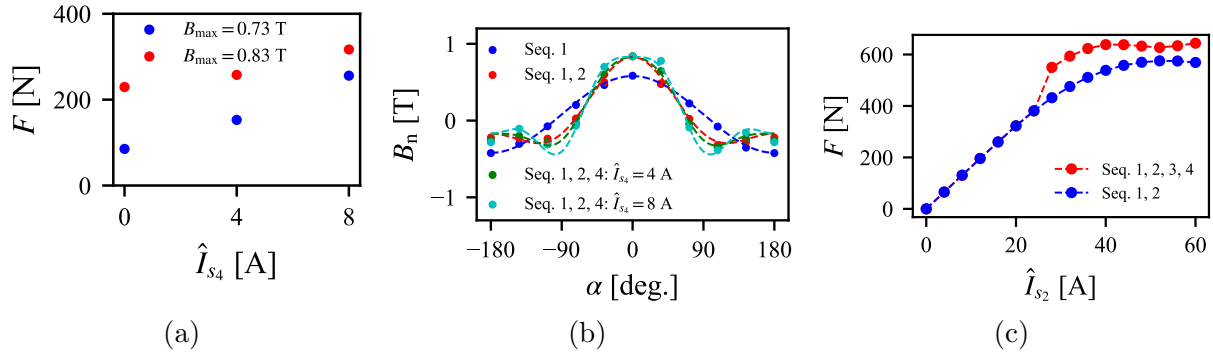 400
200
0
F [N]
B_max = 0.73 T
B_max = 0.83 T
0 4 8
Î_s4 [A]
(a)
1
0
−1
B_n [T]
Seq. 1
Seq. 1, 2
Seq. 1, 2, 4: Î_s4 = 4 A
Seq. 1, 2, 4: Î_s4 = 8 A
−180 −90 0 90 180
α [deg.]
(b)
600
400
200
0
F [N]
Seq. 1, 2, 3, 4
Seq. 1, 2
0 20 40 60
Î_s2 [A]
(c)